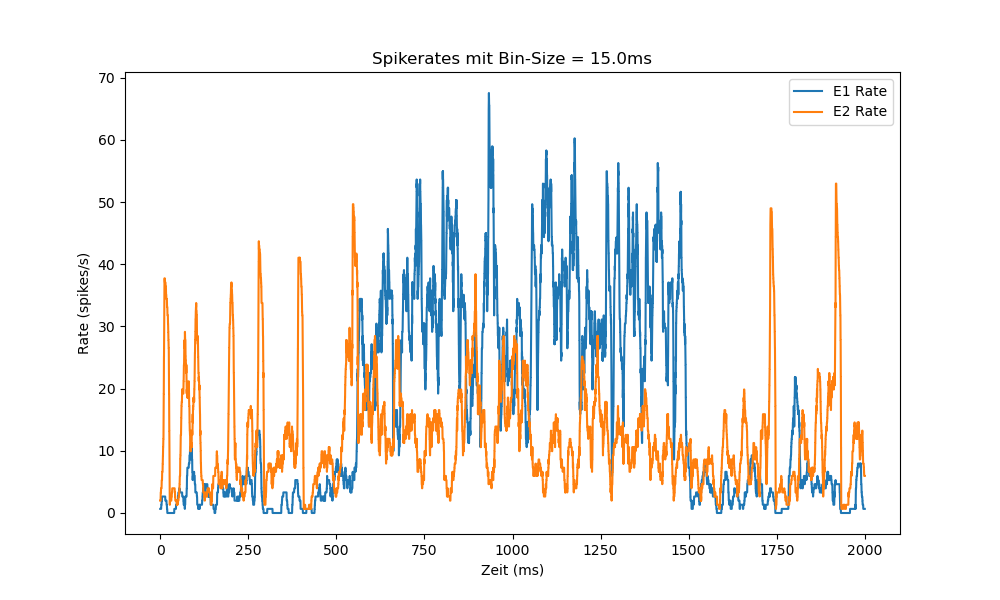 Spikerates mit Bin-Size = 15.0ms
E1 Rate
E2 Rate
70
60
50
40
30
20
10
0
Rate (spikes/s)
0 250 500 750 1000 1250 1500 1750 2000
Zeit (ms)